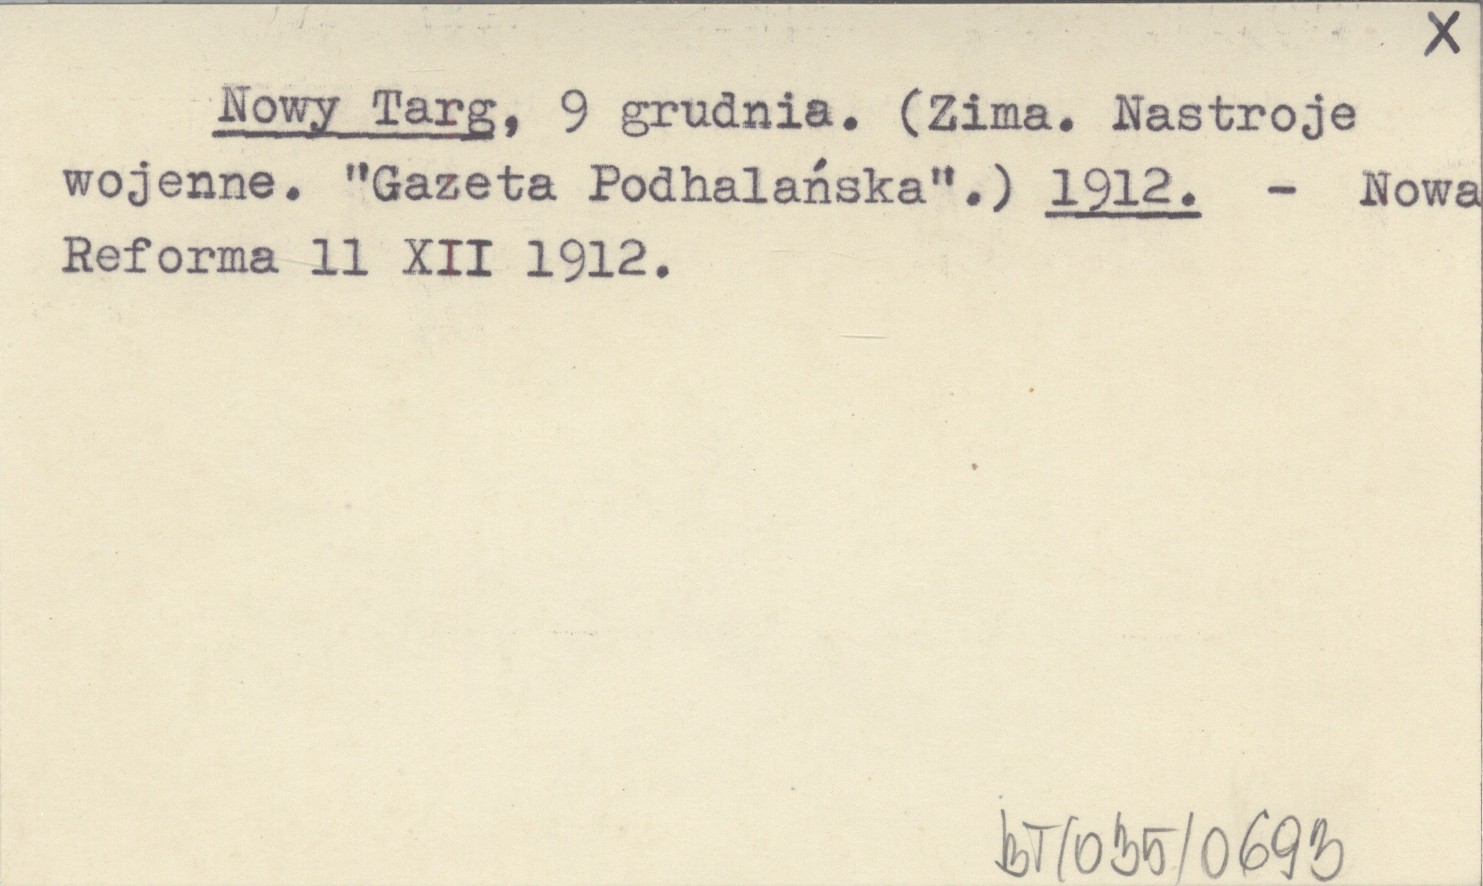 X
Nowy Targ, 9 grudnia. (Zima. Nastroje
wojenne. "Gazeta Podhalańska".) 1912. - Nowa
Reforma 11 XII 1912.
BT/035/0693